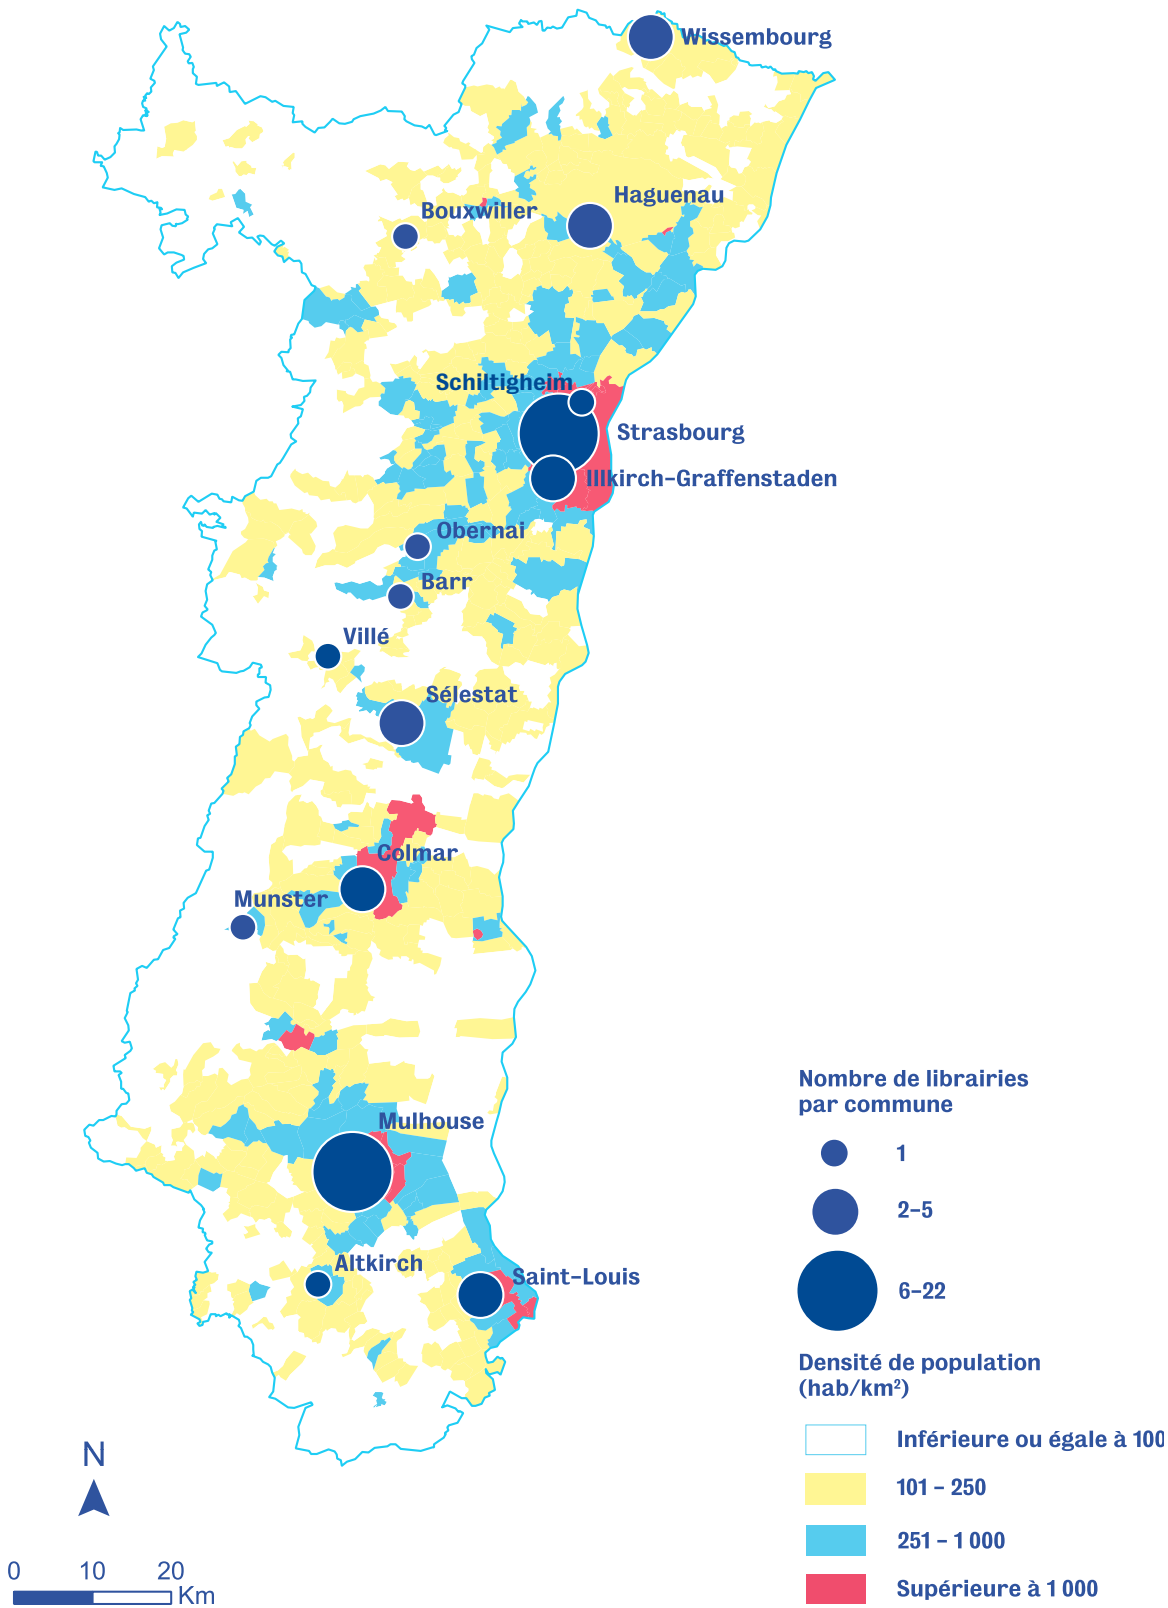 Wissembourg
Haguenau
Bouxwiller
Schiltigheim
Strasbourg
Illkirch-Graffenstaden
Obernai
Barr
Villé
Sélestat
Colmar
Munster
Mulhouse
Altkirch
Saint-Louis
Nombre de librairies
par commune
1
2-5
6-22
Densité de population
(hab/km²)
Inférieure ou égale à 100
101 - 250
251 - 1 000
Supérieure à 1 000
N
0 10 20
Km